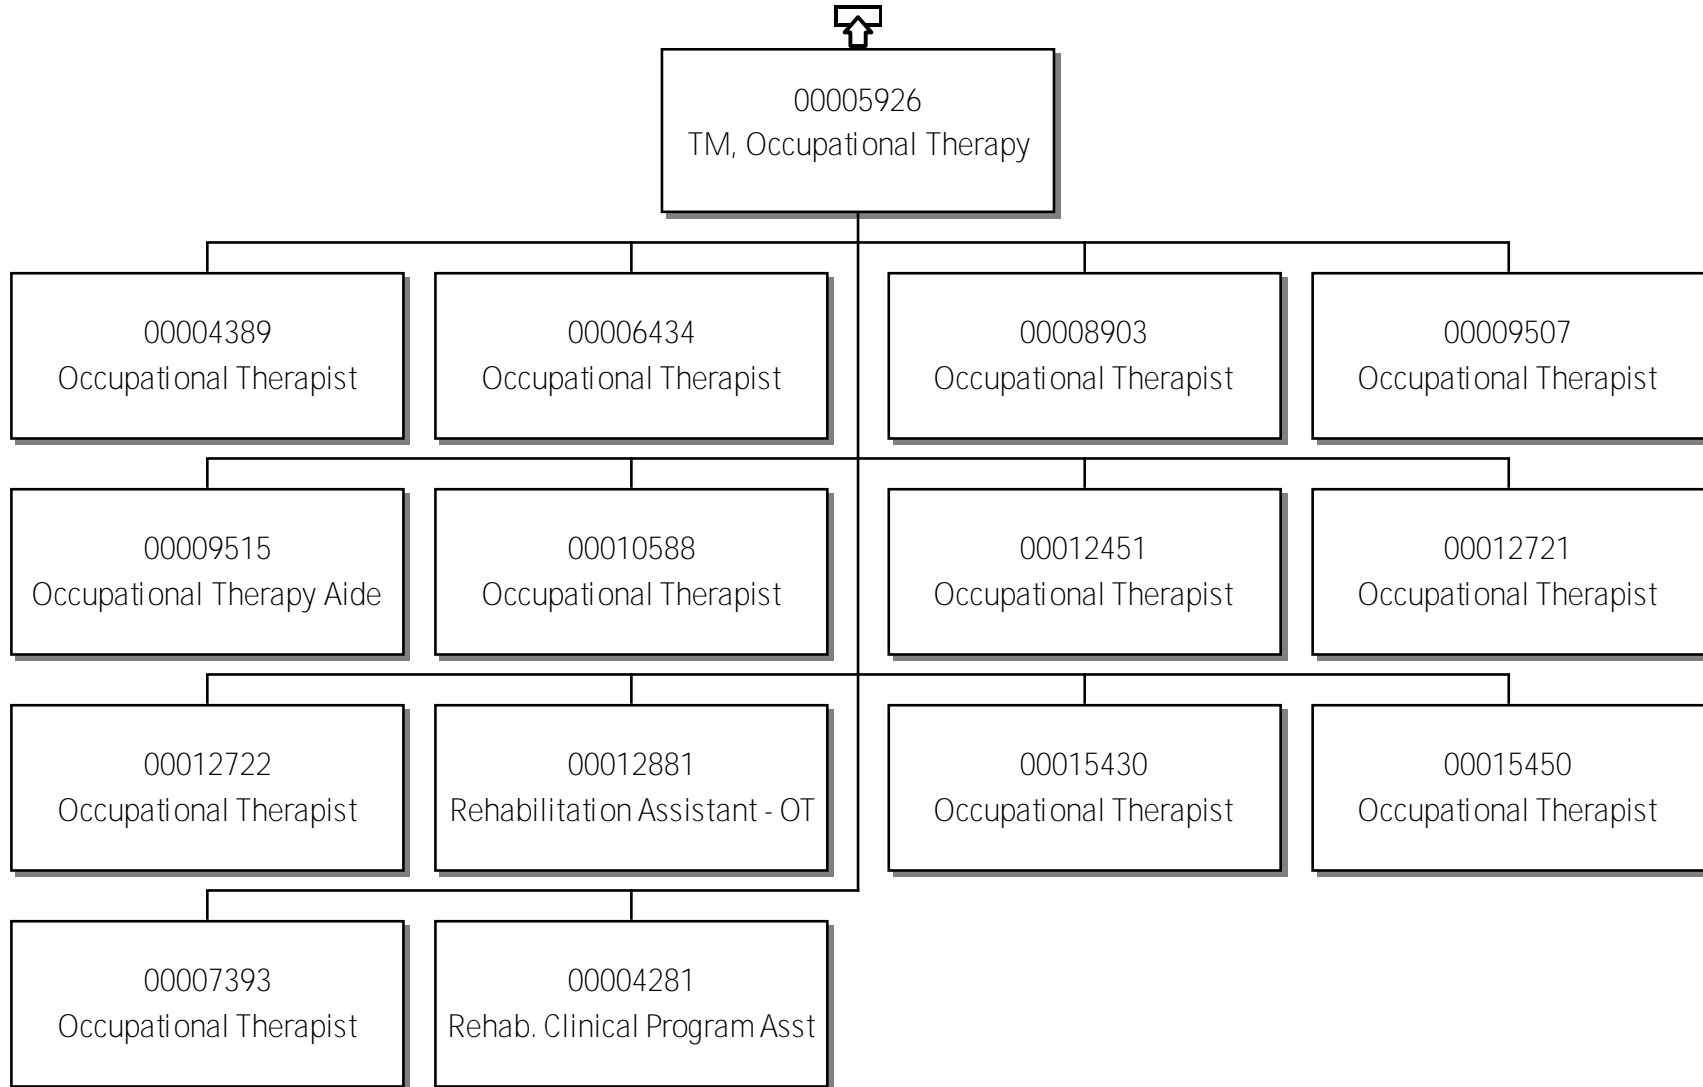 00005926
TM, Occupational Therapy
00004389
Occupational Therapist
00006434
Occupational Therapist
00008903
Occupational Therapist
00009507
Occupational Therapist
00009515
Occupational Therapy Aide
00010588
Occupational Therapist
00012451
Occupational Therapist
00012721
Occupational Therapist
00012722
Occupational Therapist
00012881
Rehabilitation Assistant - OT
00015430
Occupational Therapist
00015450
Occupational Therapist
00007393
Occupational Therapist
00004281
Rehab. Clinical Program Asst